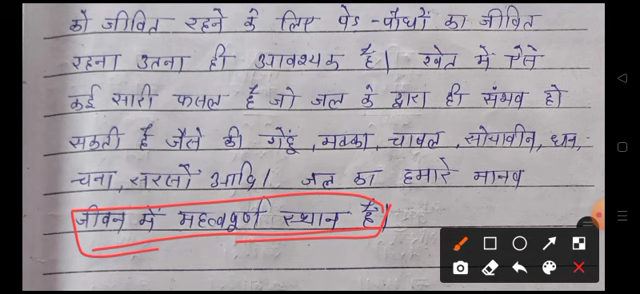 को जीवित रहने के लिए पेड़-पौधों का जीवित
रहना उतना ही आवश्यक है। खेत में ऐसे
कई सारी फसल है जो जल के द्वारा ही संभव हो
सकती हैं जैसे की गेहूं, मक्का, चावल, सोयाबीन, धान,
चना, सरसों आदि। जल का हमारे मानव
जीवन में महत्वपूर्ण स्थान है।